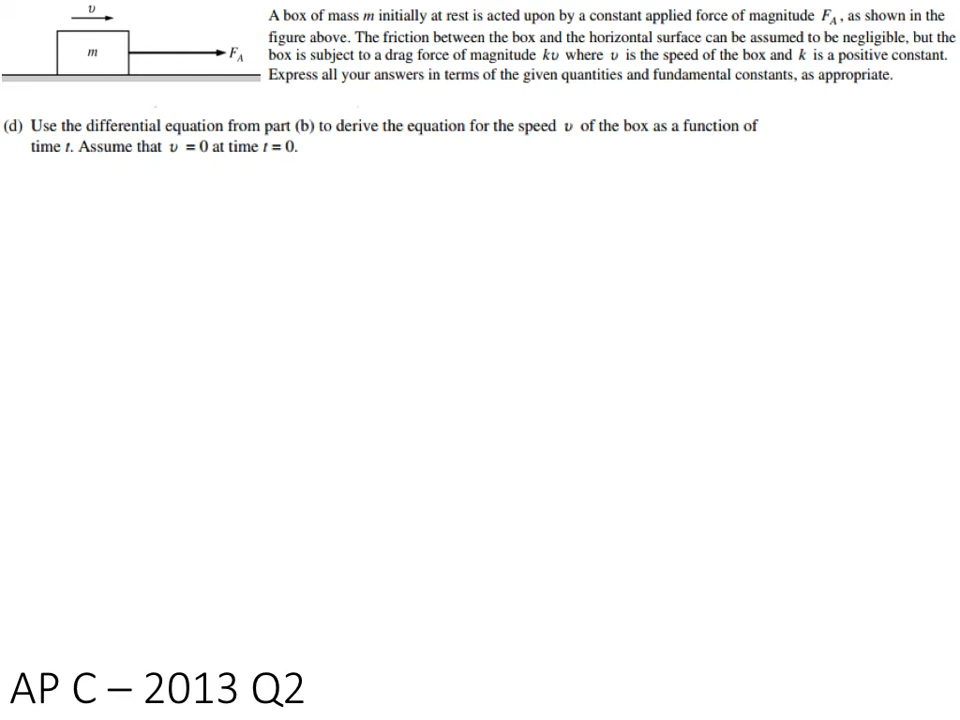 υ
m
F_A
A box of mass m initially at rest is acted upon by a constant applied force of magnitude F_A, as shown in the
figure above. The friction between the box and the horizontal surface can be assumed to be negligible, but the
box is subject to a drag force of magnitude kυ where υ is the speed of the box and k is a positive constant.
Express all your answers in terms of the given quantities and fundamental constants, as appropriate.
(d) Use the differential equation from part (b) to derive the equation for the speed υ of the box as a function of
time t. Assume that υ = 0 at time t = 0.
AP C – 2013 Q2